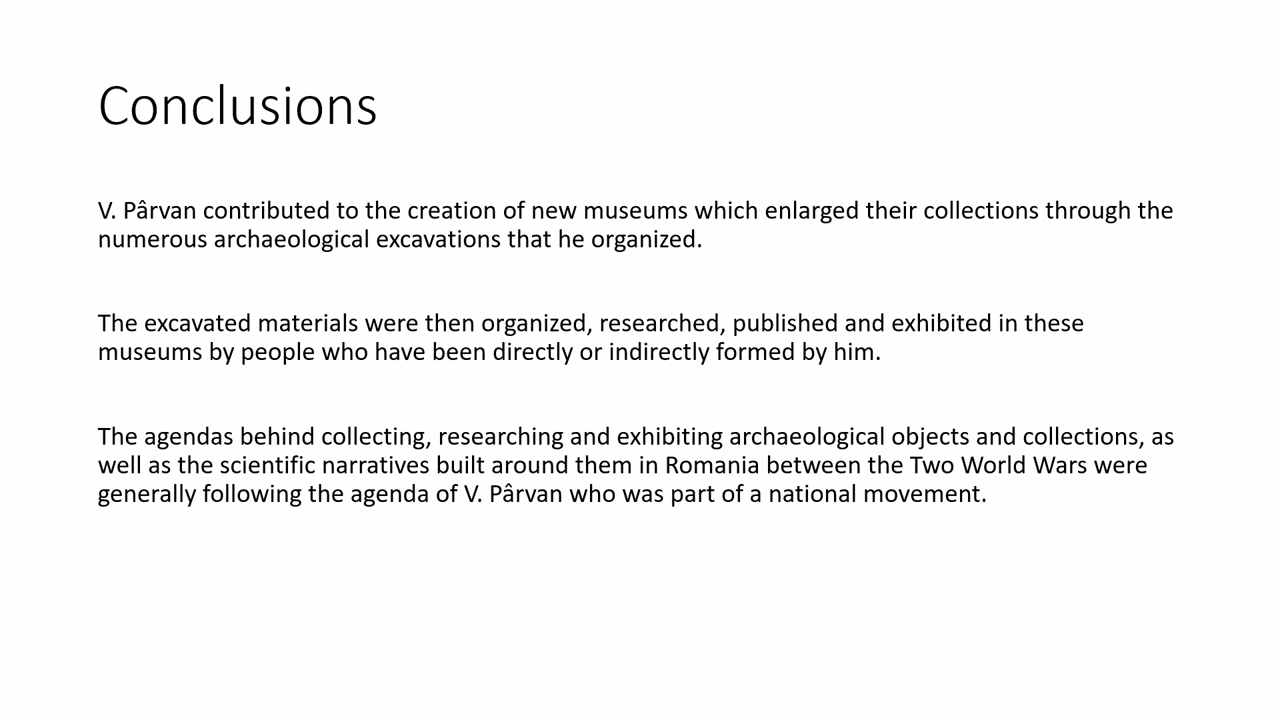 Conclusions
V. Pârvan contributed to the creation of new museums which enlarged their collections through the
numerous archaeological excavations that he organized.
The excavated materials were then organized, researched, published and exhibited in these
museums by people who have been directly or indirectly formed by him.
The agendas behind collecting, researching and exhibiting archaeological objects and collections, as
well as the scientific narratives built around them in Romania between the Two World Wars were
generally following the agenda of V. Pârvan who was part of a national movement.